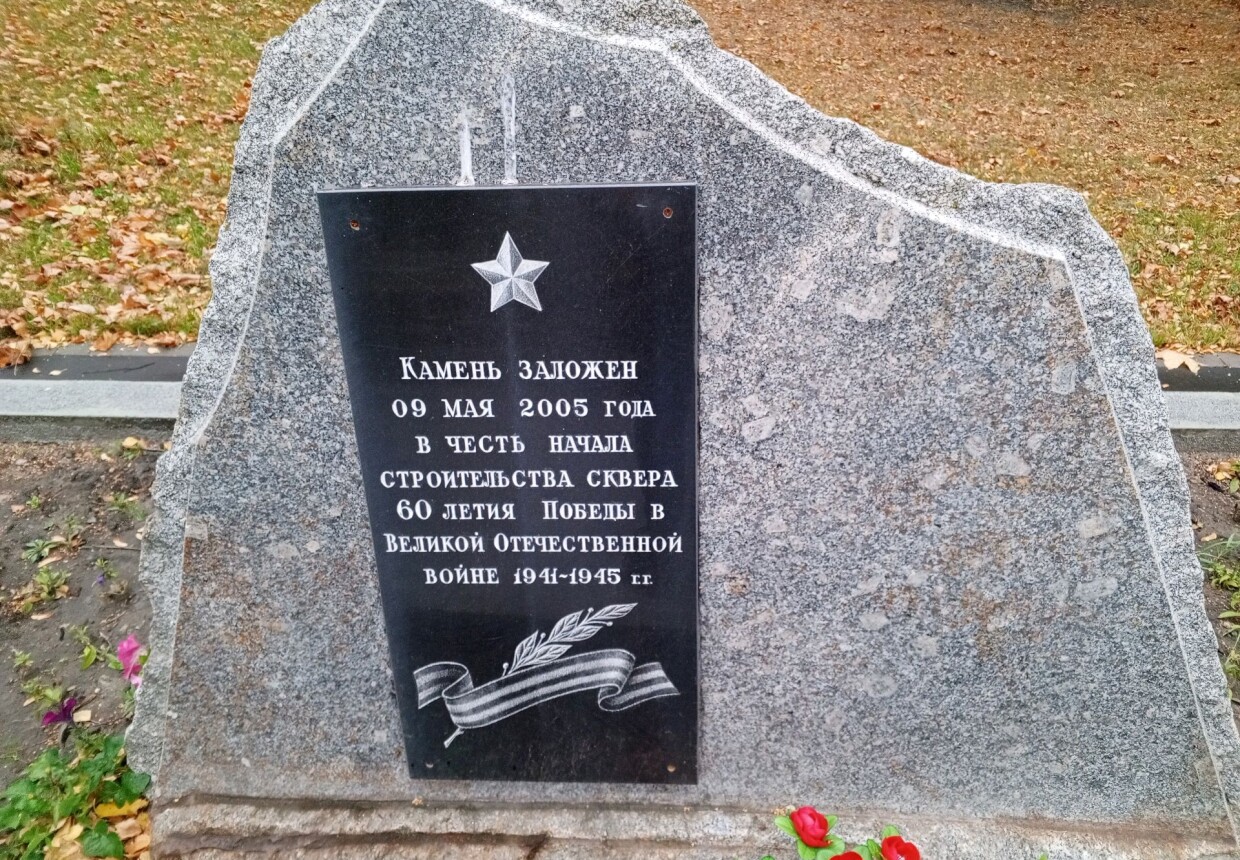 Камень заложен
09 мая 2005 года
в честь начала
строительства сквера
60 летия Победы в
Великой Отечественной
войне 1941-1945 г.г.